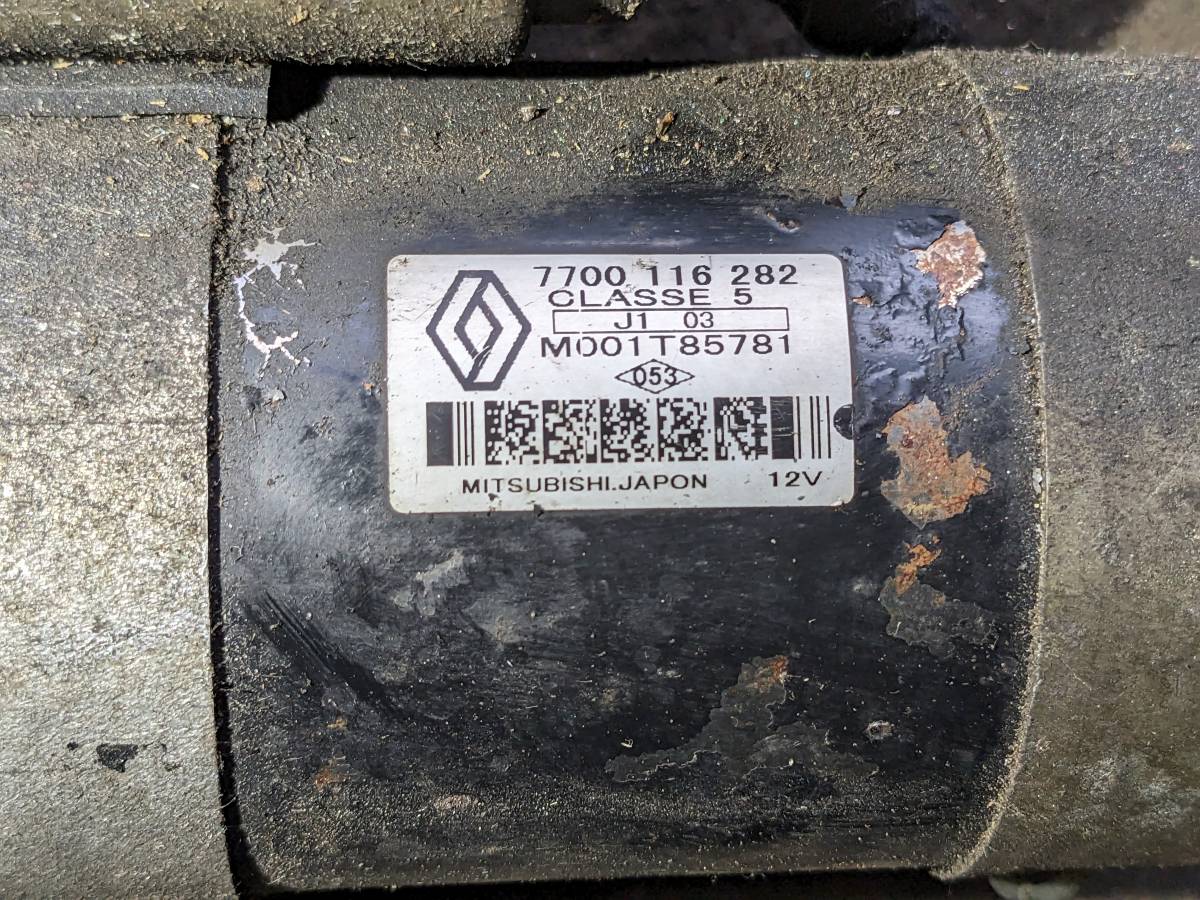 7700 116 282
CLASSE 5
J1 03
M001T85781
053
MITSUBISHI.JAPON 12V